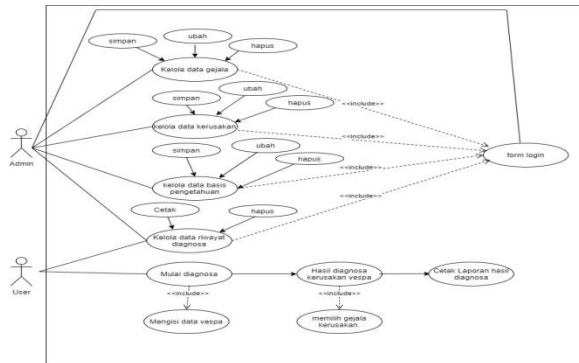 ubah
simpan
hapus
Kelola data gejala
ubah
simpan
hapus
<<include>>
kelola data kerusakan
<<include>>
simpan
ubah
form login
Admin
hapus
<<include>>
kelola data basis
pengetahuan
<<include>>
Cetak
hapus
Kelola data riwayat
diagnosa
User
Mulai diagnosa
Hasil diagnosa
kerusakan vespa
Cetak Laporan hasil
diagnosa
<<include>>
<<include>>
Mengisi data vespa
memilih gejala
kerusakan.